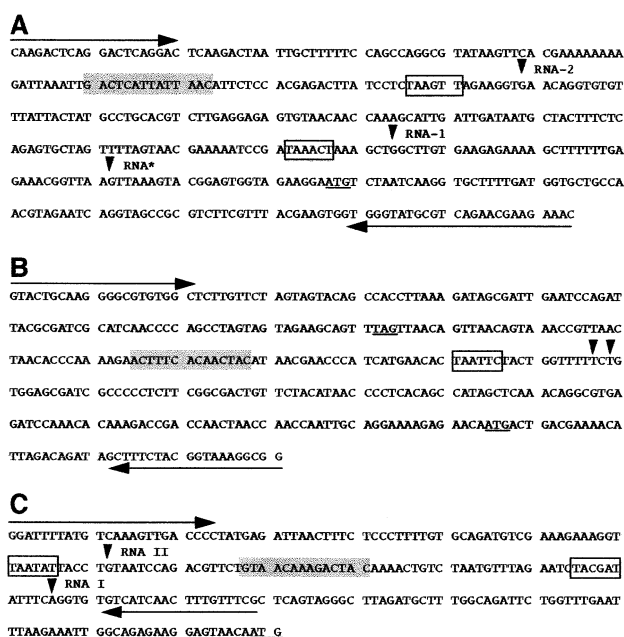 A
CAAGACTCAG GACTCAGGAC TCAAGACTAA TTGCTTTTTC CAGCCAGGCG TATAAGTTCA CGAAAAAAAA
RNA-2
GATTAAATTG ACTCATTATT AACATTCTCC ACGAGACTTA TCCTCTAAGT TAGAAGGTGA ACAGGTGTGT
TTATTACTAT GCCTGCACGT CTTGAGGAGA GTGTAACAAC CAAAGCATTG ATTGATAATG CTACTTTCTC
RNA-1
AGAGTGCTAG TTTTAGTAAC GAAAAATCCG ATAAACTAAA GCTGGCTTGT GAAGAGAAAA GCTTTTTTGA
RNA*
GAAACGGTTA AGTTAAAGTA CGGAGTGGTA GAAGGAATGT CTAATCAAGG TGCTTTTGAT GGTGCTGCCA
ACGTAGAATC AGGTAGCCGC GTCTTCGTTT ACGAAGTGGT GGGTATGCGT CAGAACGAAG AAAC
B
GTACTGCAAG GGGCGTGTGG CTCTTGTTCT AGTAGTACAG CCACCTTAAA GATAGCGATT GAATCCAGAT
TACGCGATCG CATCAACCCC AGCCTAGTAG TAGAAGCAGT TTAGTTAACA GTTAACAGTA AACCGTTAAC
TAACACCCAA AAGAACTTTC ACAACTACAT AACGAACCCA TCATGAACAC TAATTCTACT GGTTTTTCTG
TGGAGCGATC GCCCCCTCTT CGGCGACTGT TCTACATAAC CCCTCACAGC CATAGCTCAA ACAGGCGTGA
GATCCAAACA CAAAGACCGA CCAACTAACC AACCAATTGC AGGAAAAGAG AACAATGACT GACGAAAACA
TTAGACAGAT AGCTTTCTAC GGTAAAGGCG G
C
GGATTTTATG TCAAAGTTGA CCCCTATGAG ATTAACTTTC TCCCTTTTGT GCAGATGTCG AAAGAAAGGT
TAATATTACC TGTAATCCAG ACGTTCTGTA ACAAAGACTA CAAAACTGTC TAATGTTTAG AATCTACGAT
RNA II
RNA I
ATTTCAGGTG TGTCATCAAC TTTGTTTCGC CTCAGTAGGGC TTAGATGCTT TGGCAGATTC TGGTTTGAAT
TTAAGAAATT GGCAGAGAAG GAGTAACAAT G